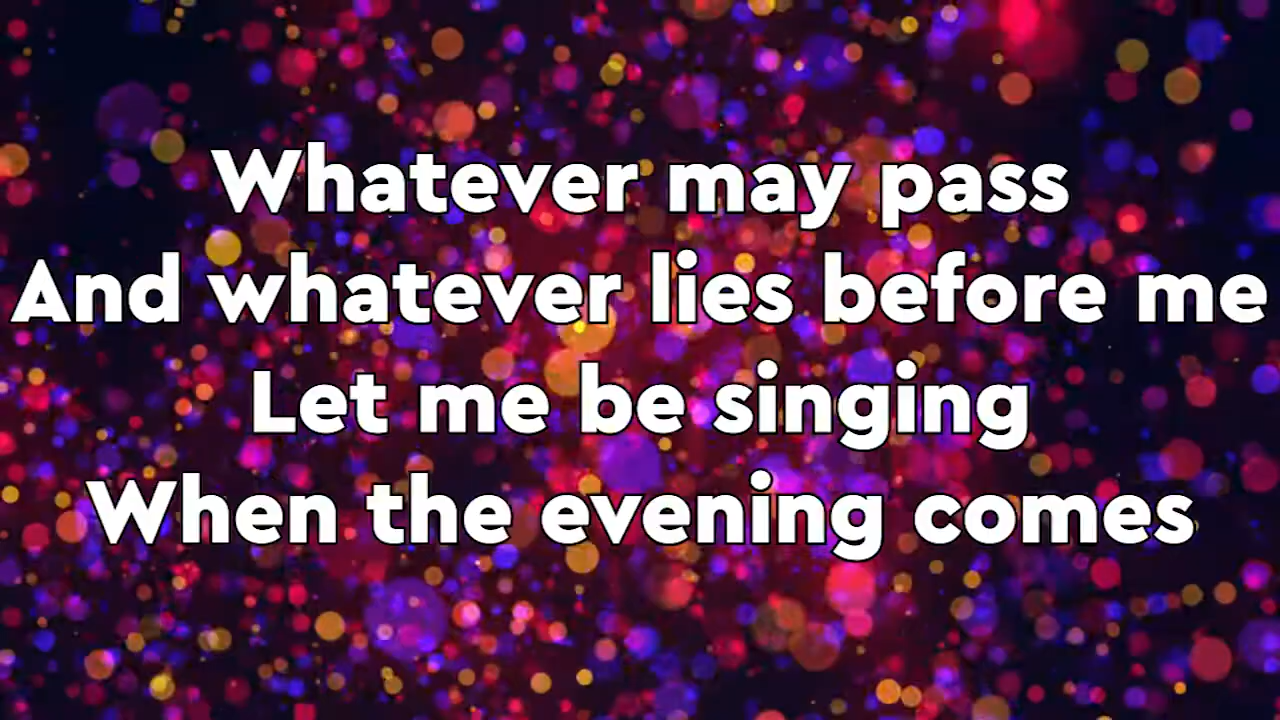 Whatever may pass
And whatever lies before me
Let me be singing
When the evening comes